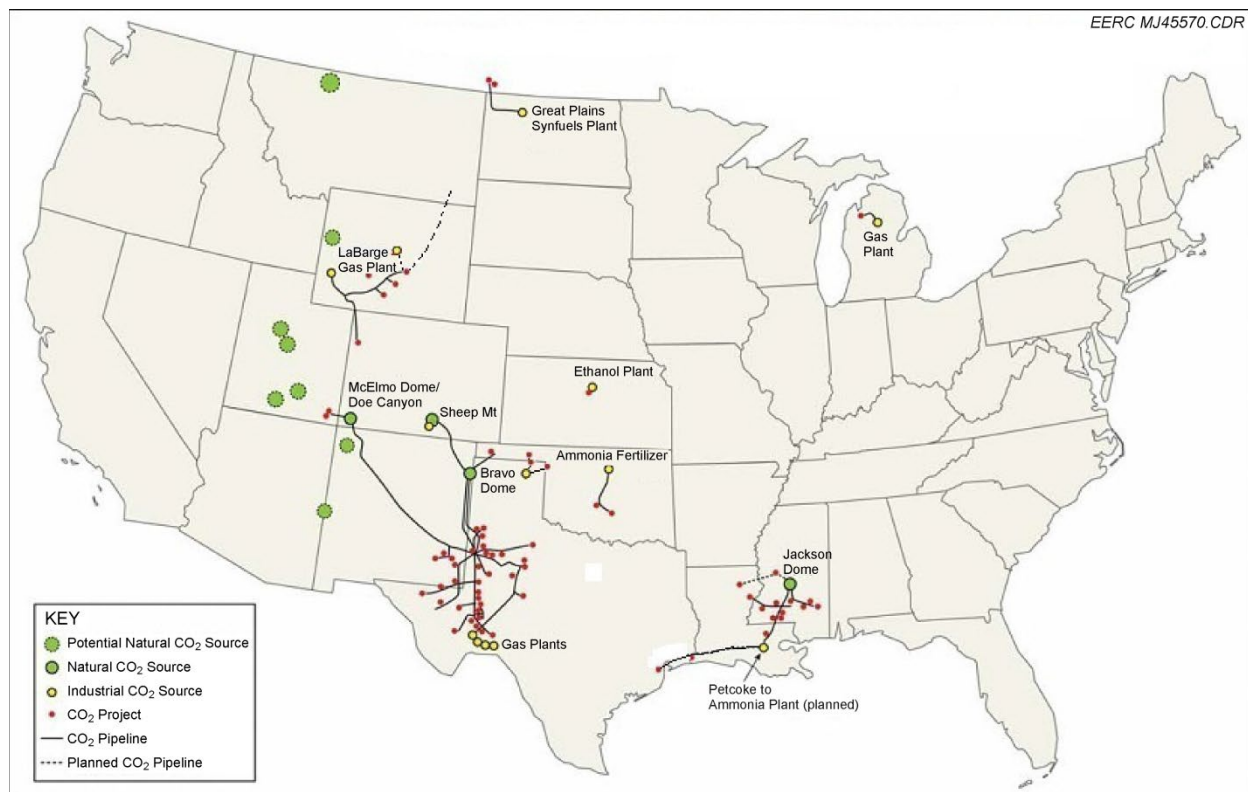 EERC MJ45570.CDR
Great Plains
Synfuels Plant
LaBarge
Gas Plant
Gas
Plant
Ethanol Plant
McElmo Dome/
Doe Canyon
Sheep Mt
Ammonia Fertilizer
Bravo
Dome
Jackson
Dome
Gas Plants
Petcoke to
Ammonia Plant (planned)
KEY
Potential Natural CO₂ Source
Natural CO₂ Source
Industrial CO₂ Source
CO₂ Project
CO₂ Pipeline
Planned CO₂ Pipeline